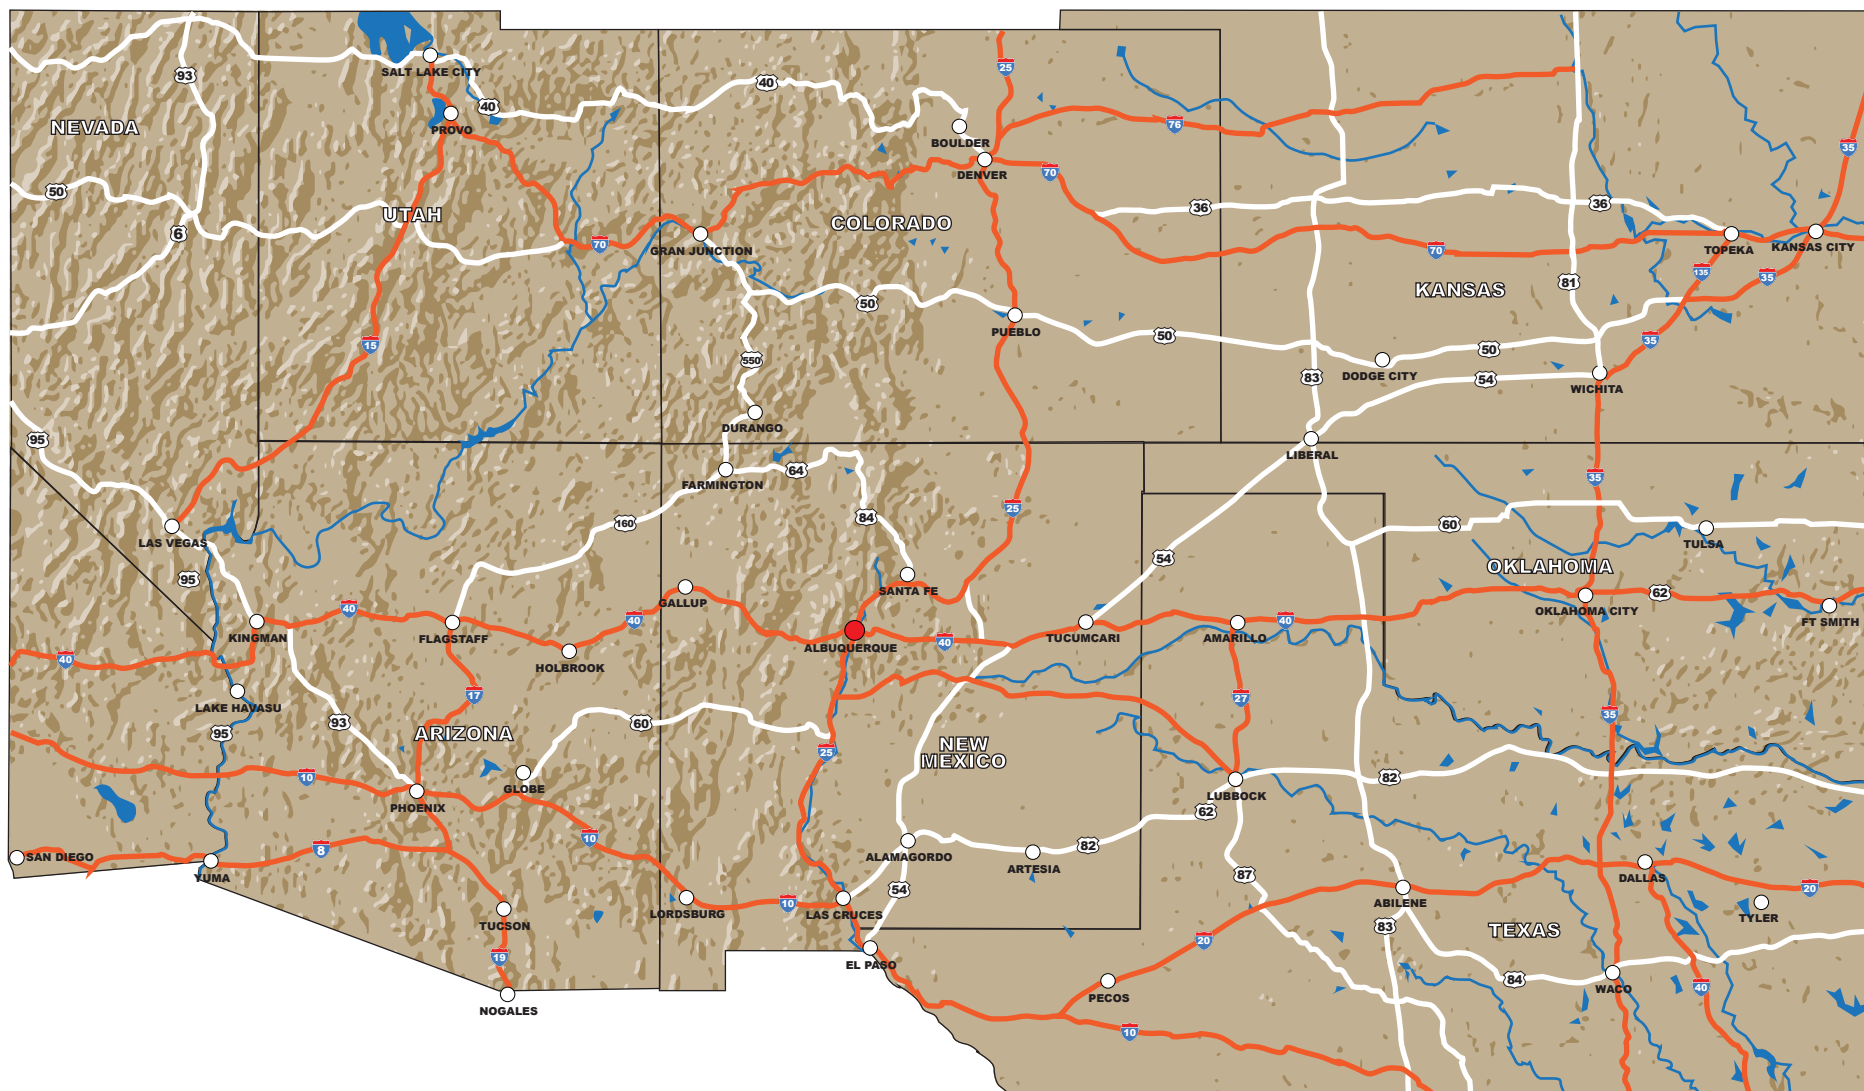 25
93
SALT LAKE CITY
40
40
PROVO
NEVADA
76
BOULDER
35
DENVER
70
50
36
36
UTAH
COLORADO
6
70
GRAN JUNCTION
70
TOPEKA
KANSAS CITY
135
35
81
KANSAS
50
PUEBLO
50
15
550
50
35
DODGE CITY
83
54
WICHITA
DURANGO
95
LIBERAL
64
FARMINGTON
35
25
84
160
60
LAS VEGAS
TULSA
54
95
OKLAHOMA
SANTA FE
GALLUP
62
40
40
KINGMAN
FLAGSTAFF
OKLAHOMA CITY
40
FT SMITH
TUCUMCARI
AMARILLO
40
ALBUQUERQUE
40
HOLBROOK
17
27
LAKE HAVASU
35
93
60
95
ARIZONA
NEW
MEXICO
25
10
82
GLOBE
PHOENIX
LUBBOCK
62
10
8
82
SAN DIEGO
ALAMAGORDO
ARTESIA
YUMA
87
DALLAS
54
20
10
LORDSBURG
LAS CRUCES
ABILENE
TYLER
TUCSON
83
TEXAS
20
19
EL PASO
84
WACO
40
PECOS
NOGALES
10